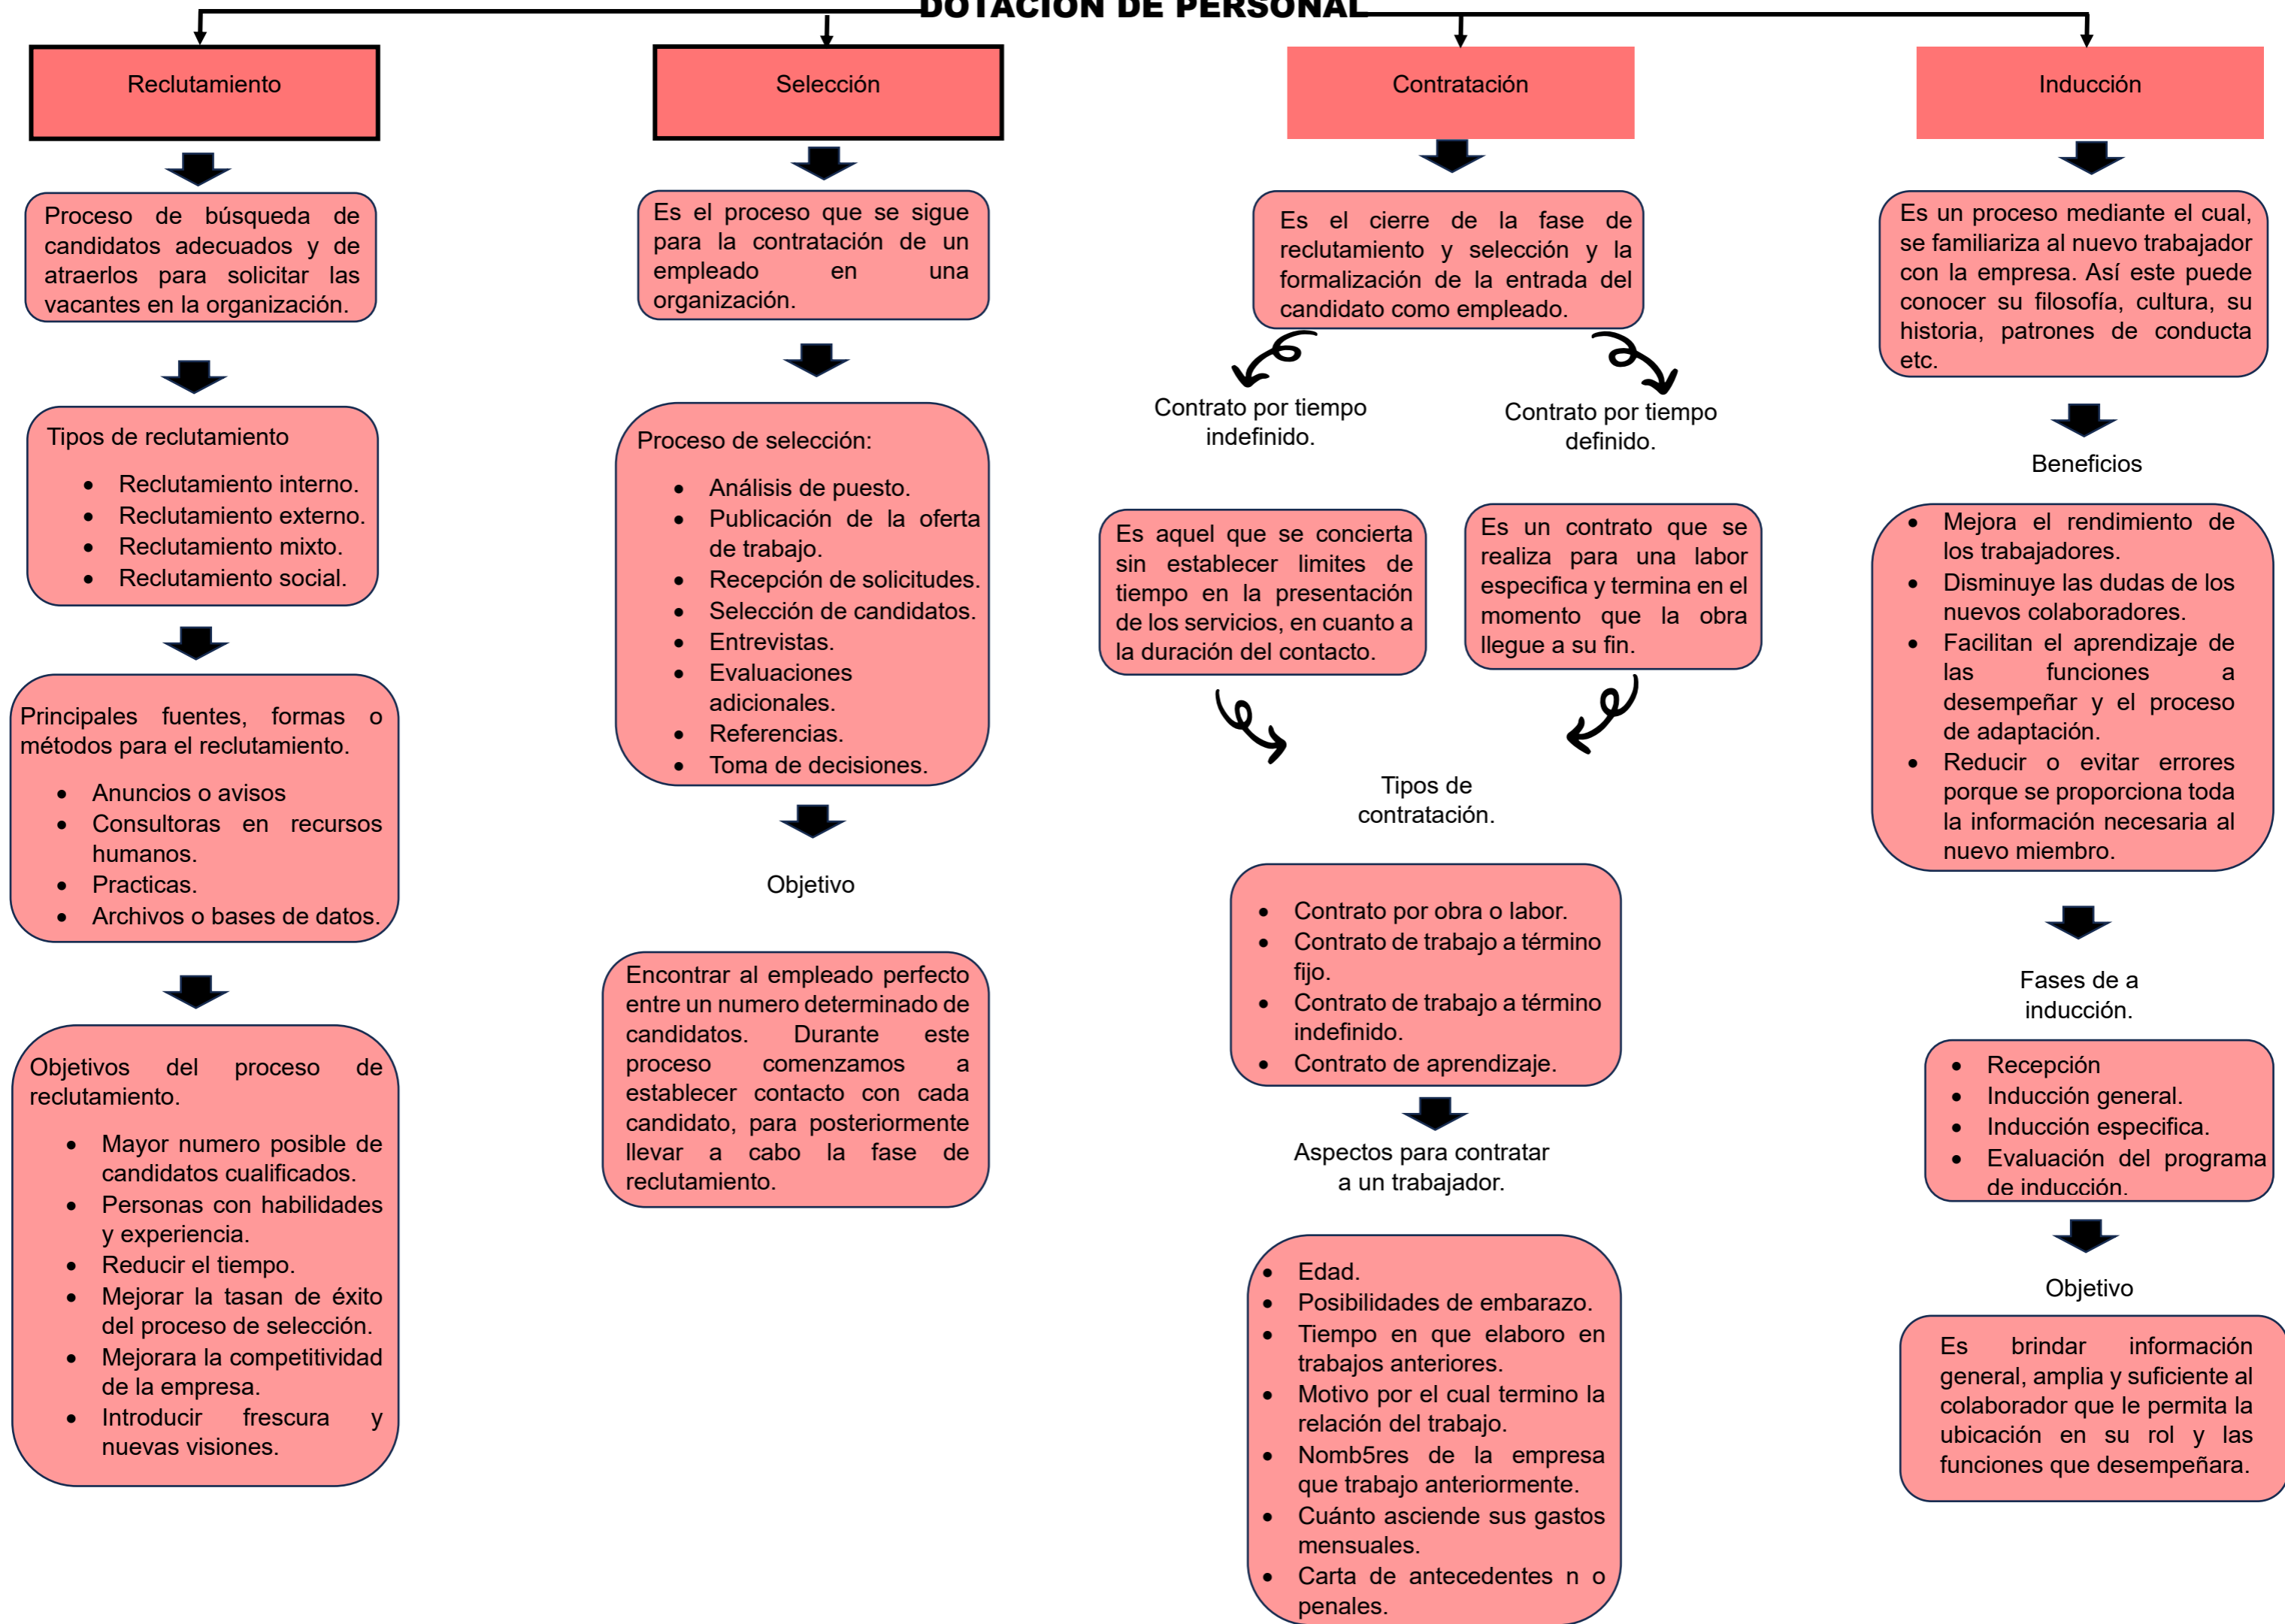 DOTACIÓN DE PERSONAL
Reclutamiento
Proceso de búsqueda de
candidatos adecuados y de
atraerlos para solicitar las
vacantes en la organización.
Tipos de reclutamiento
• Reclutamiento interno.
• Reclutamiento externo.
• Reclutamiento mixto.
• Reclutamiento social.
Principales fuentes, formas o
métodos para el reclutamiento.
• Anuncios o avisos
• Consultoras en recursos
humanos.
• Practicas.
• Archivos o bases de datos.
Objetivos del proceso de
reclutamiento.
• Mayor numero posible de
candidatos cualificados.
• Personas con habilidades
y experiencia.
• Reducir el tiempo.
• Mejorar la tasan de éxito
del proceso de selección.
• Mejorara la competitividad
de la empresa.
• Introducir frescura y
nuevas visiones.
Selección
Es el proceso que se sigue
para la contratación de un
empleado en una
organización.
Proceso de selección:
• Análisis de puesto.
• Publicación de la oferta
de trabajo.
• Recepción de solicitudes.
• Selección de candidatos.
• Entrevistas.
• Evaluaciones
adicionales.
• Referencias.
• Toma de decisiones.
Objetivo
Encontrar al empleado perfecto
entre un numero determinado de
candidatos. Durante este
proceso comenzamos a
establecer contacto con cada
candidato, para posteriormente
llevar a cabo la fase de
reclutamiento.
Contratación
Es el cierre de la fase de
reclutamiento y selección y la
formalización de la entrada del
candidato como empleado.
Contrato por tiempo
indefinido.
Es aquel que se concierta
sin establecer limites de
tiempo en la presentación
de los servicios, en cuanto a
la duración del contacto.
Contrato por tiempo
definido.
Es un contrato que se
realiza para una labor
especifica y termina en el
momento que la obra
llegue a su fin.
Tipos de
contratación.
• Contrato por obra o labor.
• Contrato de trabajo a término
fijo.
• Contrato de trabajo a término
indefinido.
• Contrato de aprendizaje.
Aspectos para contratar
a un trabajador.
• Edad.
• Posibilidades de embarazo.
• Tiempo en que elaboro en
trabajos anteriores.
• Motivo por el cual termino la
relación del trabajo.
• Nomb5res de la empresa
que trabajo anteriormente.
• Cuánto asciende sus gastos
mensuales.
• Carta de antecedentes n o
penales.
Inducción
Es un proceso mediante el cual,
se familiariza al nuevo trabajador
con la empresa. Así este puede
conocer su filosofía, cultura, su
historia, patrones de conducta
etc.
Beneficios
• Mejora el rendimiento de
los trabajadores.
• Disminuye las dudas de los
nuevos colaboradores.
• Facilitan el aprendizaje de
las funciones a
desempeñar y el proceso
de adaptación.
• Reducir o evitar errores
porque se proporciona toda
la información necesaria al
nuevo miembro.
Fases de a
inducción.
• Recepción
• Inducción general.
• Inducción especifica.
• Evaluación del programa
de inducción.
Objetivo
Es brindar información
general, amplia y suficiente al
colaborador que le permita la
ubicación en su rol y las
funciones que desempeñara.